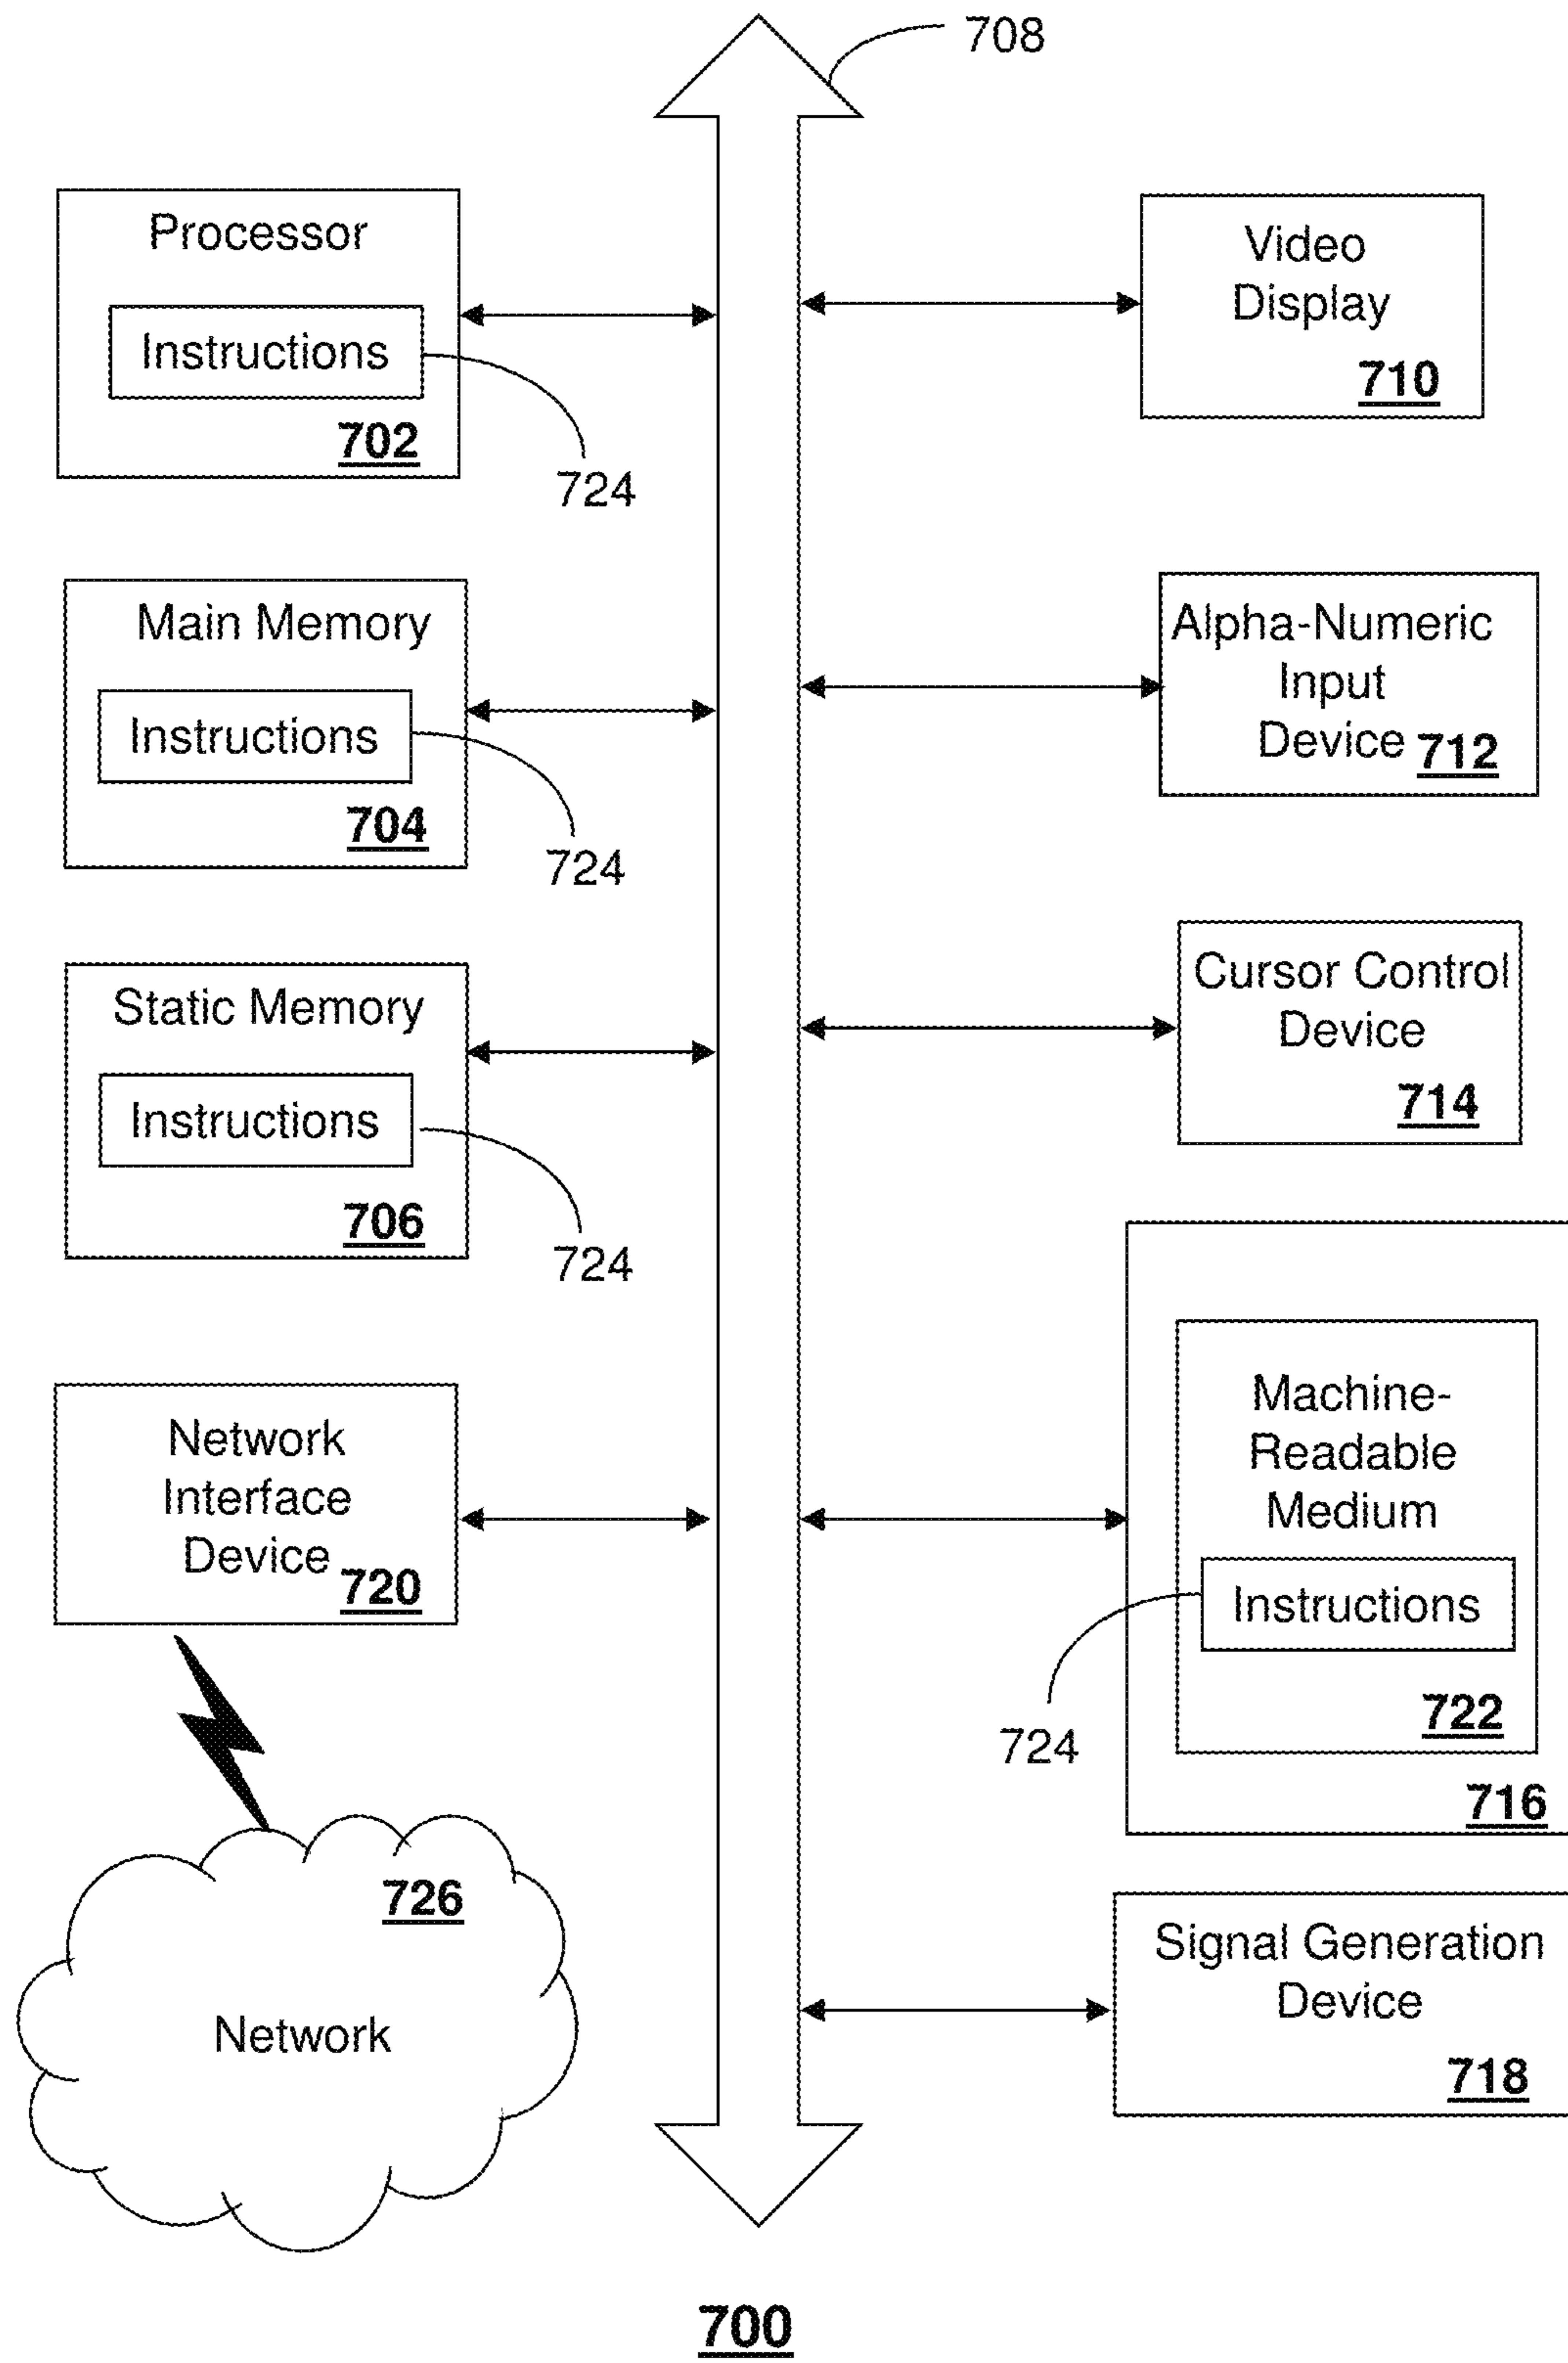 708
Processor
Instructions
702
724
Main Memory
Instructions
704
724
Static Memory
Instructions
706
724
Network
Interface
Device
720
726
Network
Video
Display
710
Alpha-Numeric
Input
Device
712
Cursor Control
Device
714
Machine-
Readable
Medium
Instructions
724
722
716
Signal Generation
Device
718
700